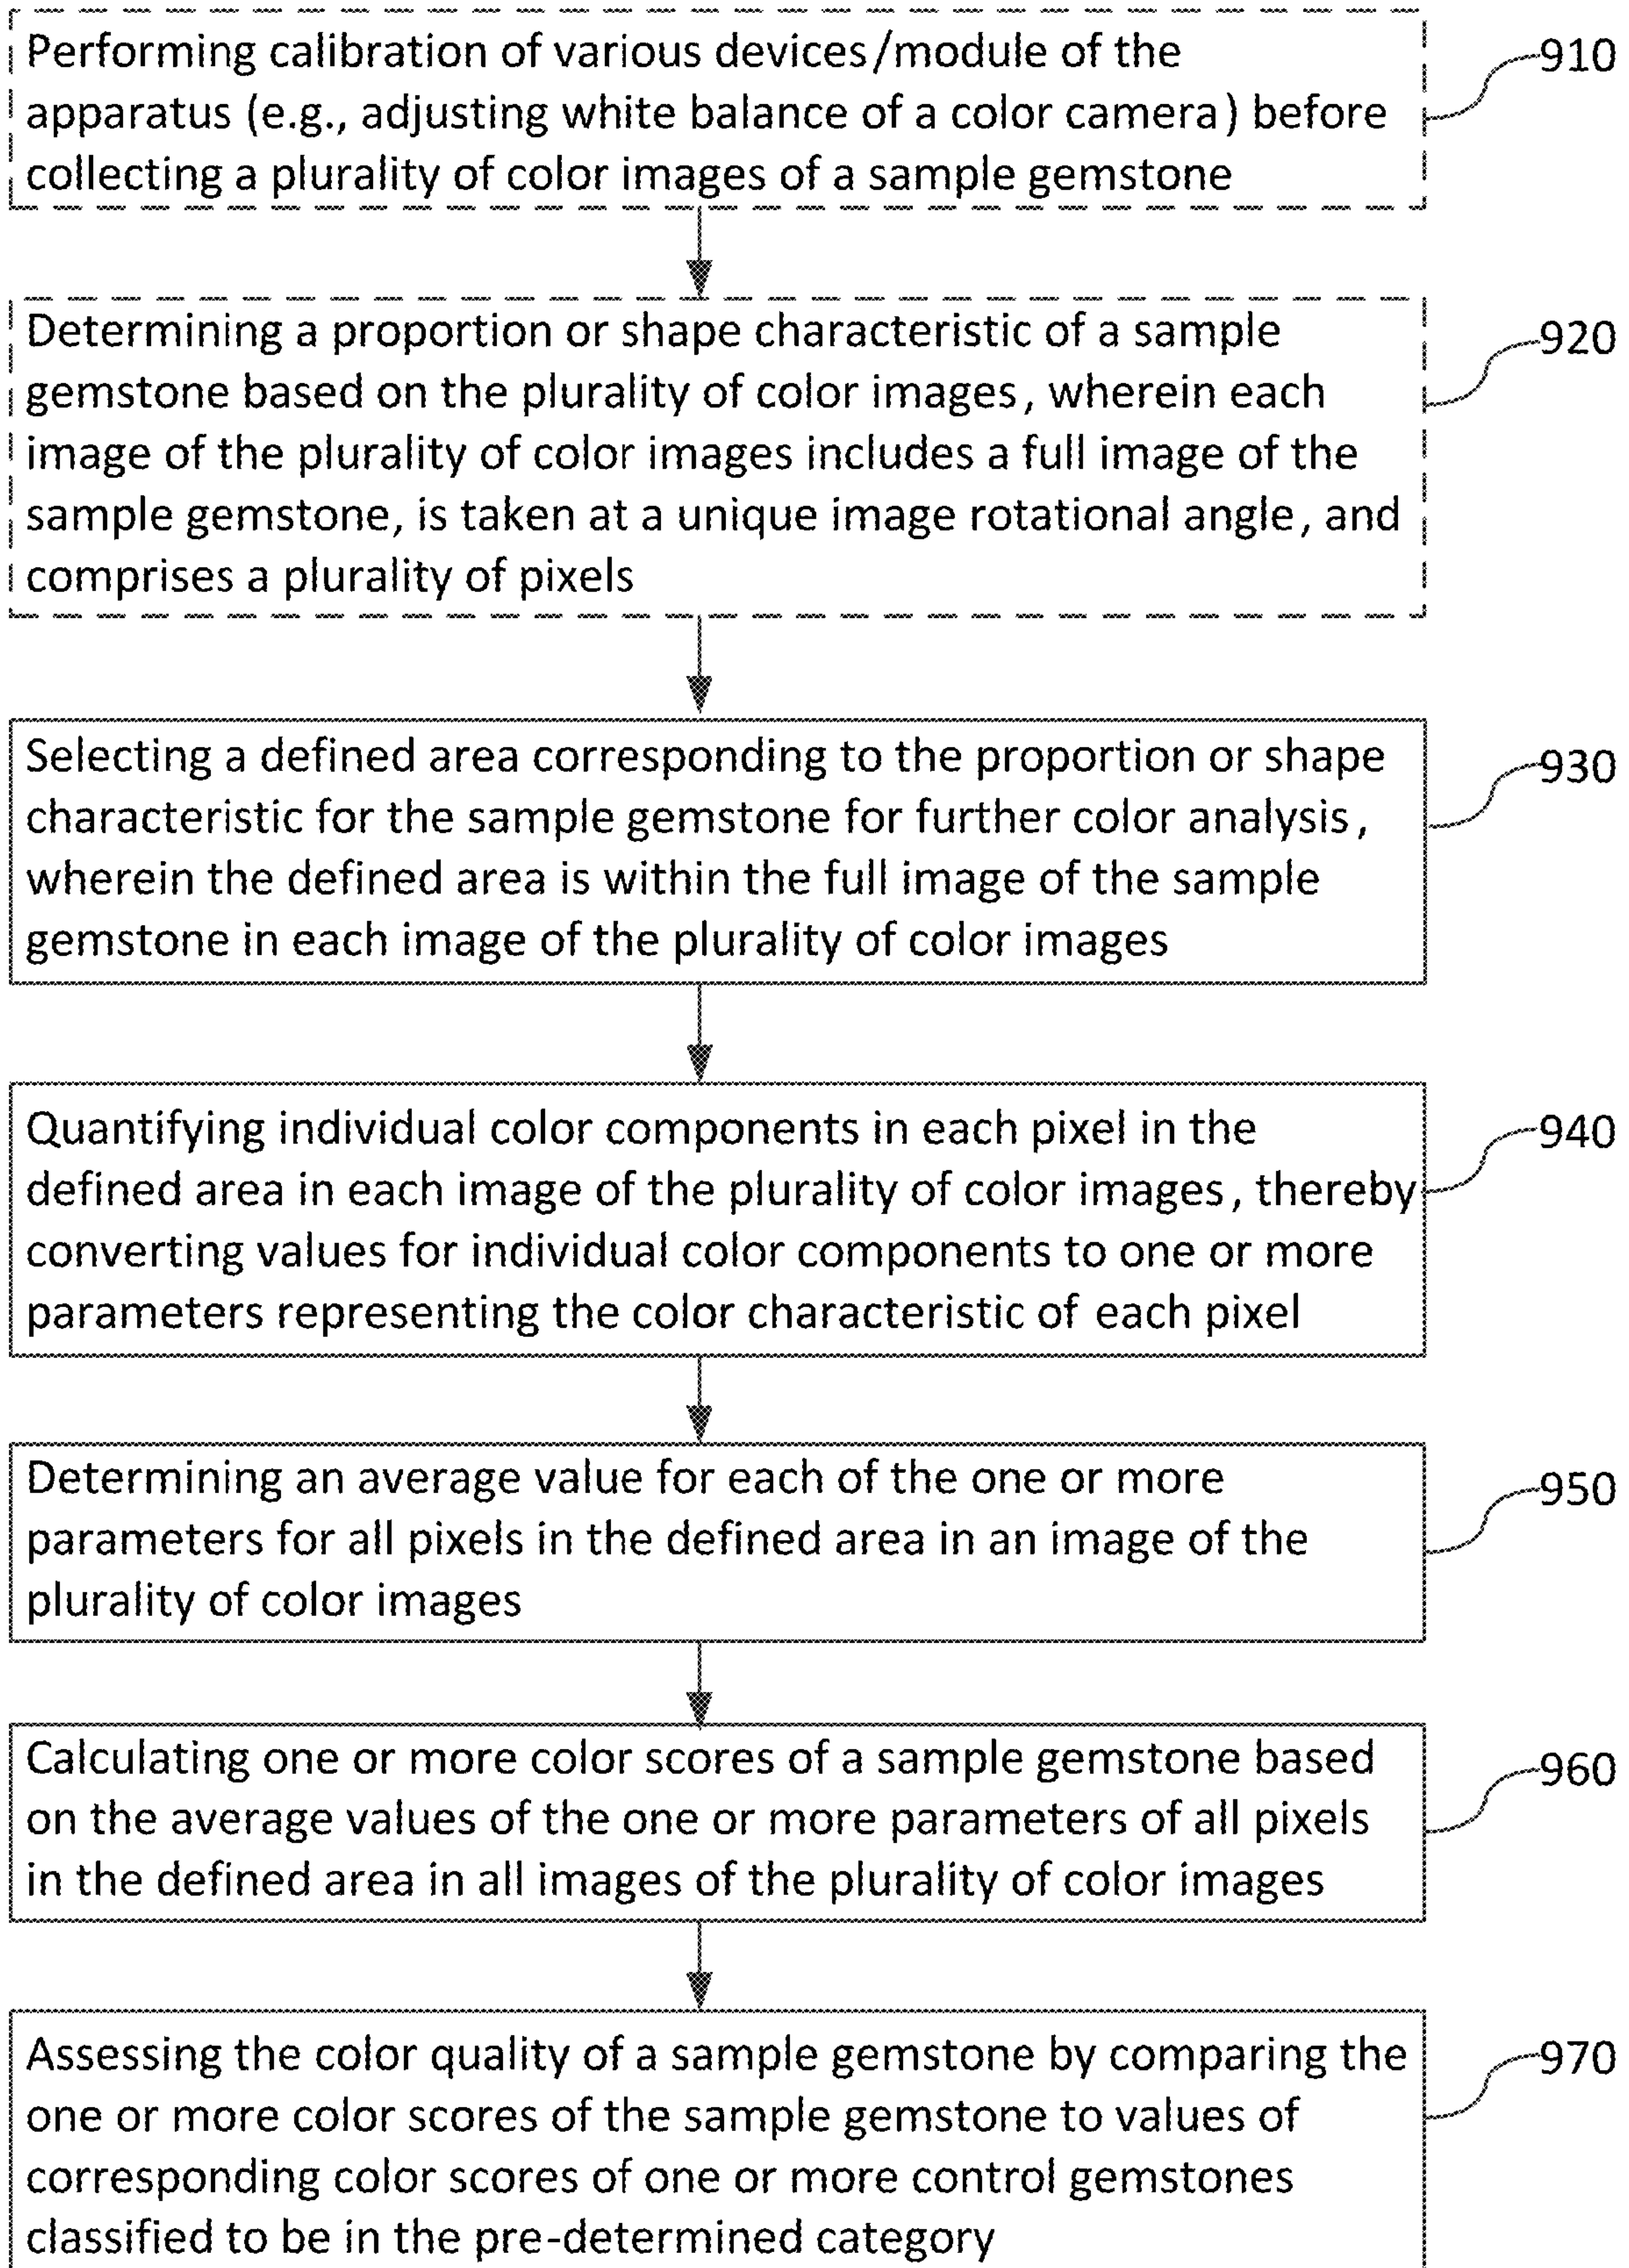 Performing calibration of various devices/module of the
910
apparatus (e.g., adjusting white balance of a color camera) before
collecting a plurality of color images of a sample gemstone
Determining a proportion or shape characteristic of a sample
920
gemstone based on the plurality of color images, wherein each
image of the plurality of color images includes a full image of the
sample gemstone, is taken at a unique image rotational angle, and
comprises a plurality of pixels
Selecting a defined area corresponding to the proportion or shape
930
characteristic for the sample gemstone for further color analysis,
wherein the defined area is within the full image of the sample
gemstone in each image of the plurality of color images
Quantifying individual color components in each pixel in the
940
defined area in each image of the plurality of color images, thereby
converting values for individual color components to one or more
parameters representing the color characteristic of each pixel
Determining an average value for each of the one or more
950
parameters for all pixels in the defined area in an image of the
plurality of color images
Calculating one or more color scores of a sample gemstone based
960
on the average values of the one or more parameters of all pixels
in the defined area in all images of the plurality of color images
Assessing the color quality of a sample gemstone by comparing the
970
one or more color scores of the sample gemstone to values of
corresponding color scores of one or more control gemstones
classified to be in the pre-determined category